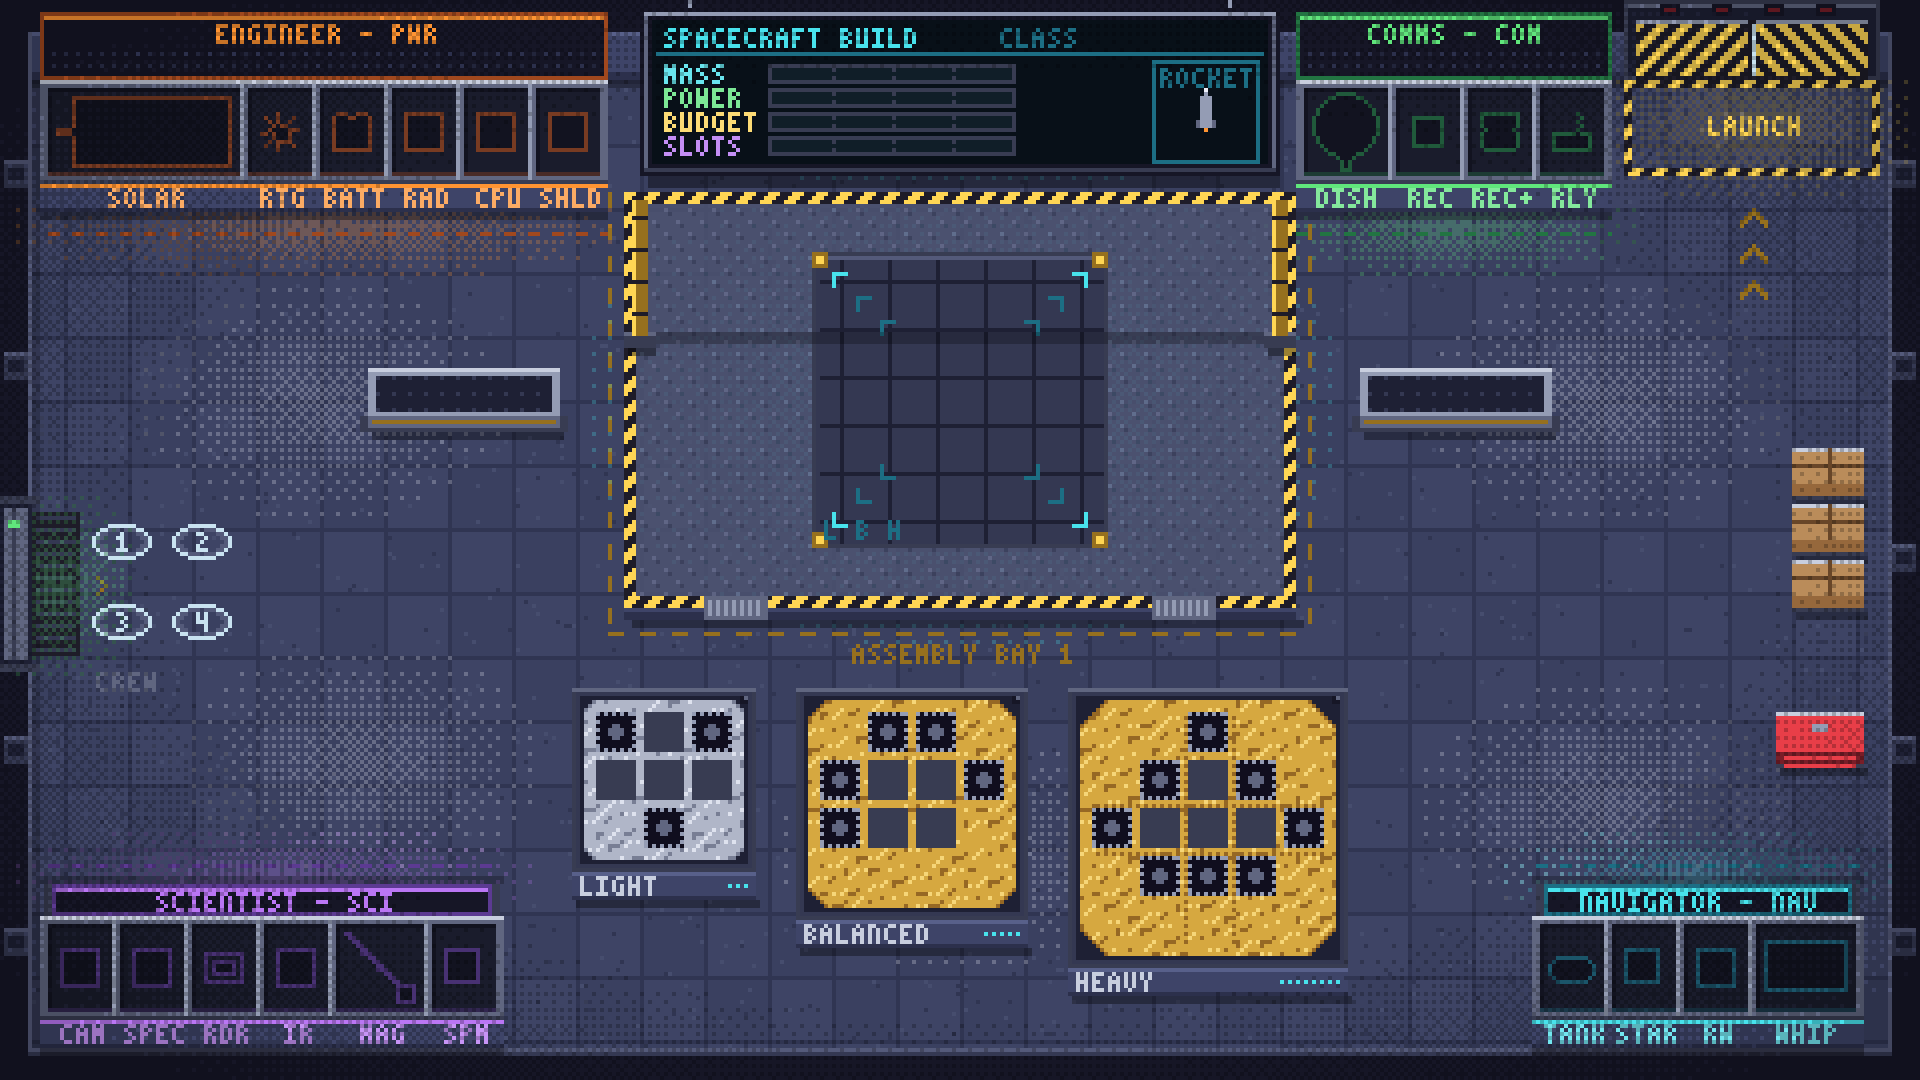 ENGINEER - PWR
SPACECRAFT BUILD CLASS
COMMS - COM
MASS
POWER
BUDGET
SLOTS
ROCKET
LAUNCH
SOLAR RTG BATT RAD CPU SHLD
DISH REC REC+ RLY
1 2
3 4
CREW
L B H
ASSEMBLY BAY 1
LIGHT
BALANCED
HEAVY
SCIENTIST - SCI
NAVIGATOR - NAV
CAM SPEC RDR IR MAG SPM
TANK STAR RW WHIP